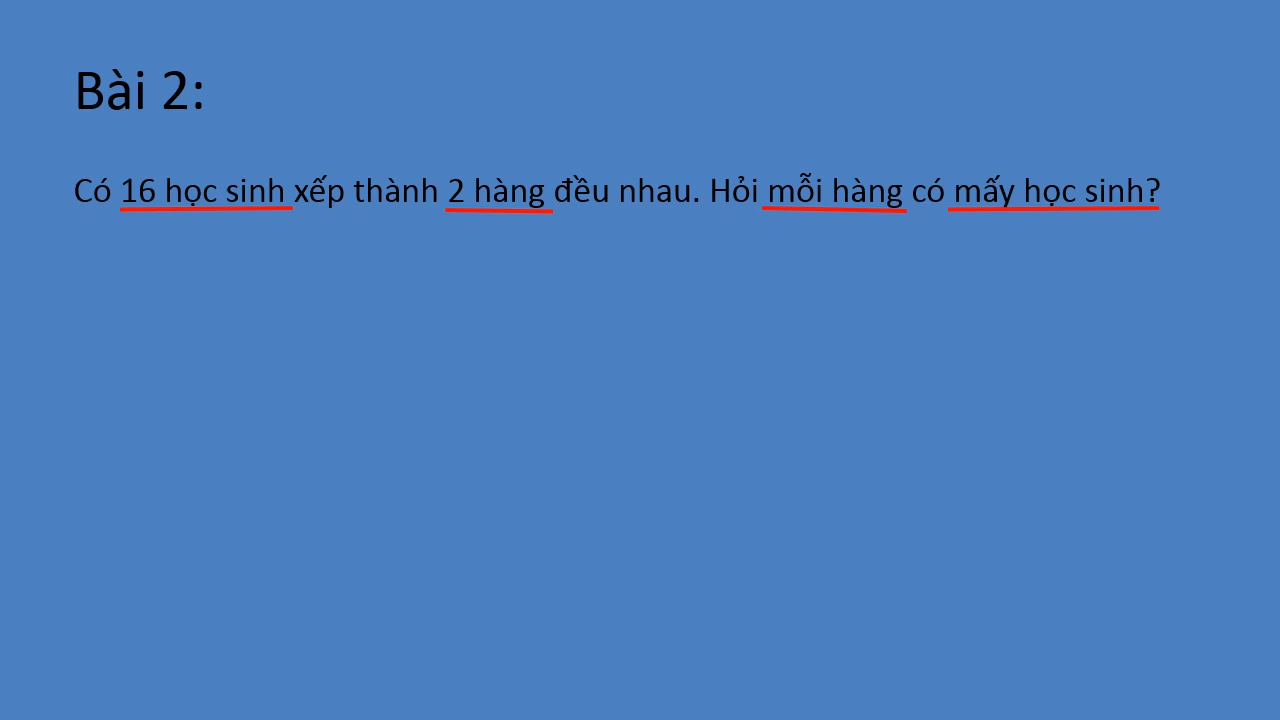 Bài 2:
Có 16 học sinh xếp thành 2 hàng đều nhau. Hỏi mỗi hàng có mấy học sinh?